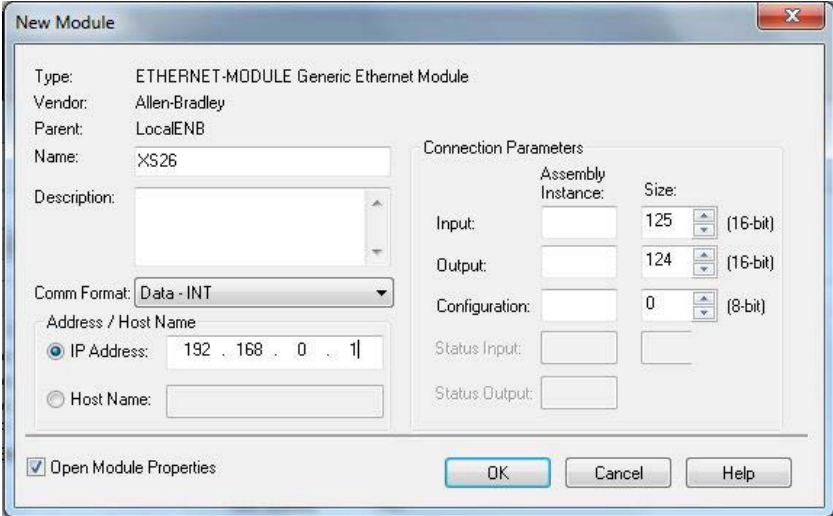 New Module
Type: ETHERNET-MODULE Generic Ethernet Module
Vendor: Allen-Bradley
Parent: LocalENB
Name: XS26
Description:
Comm Format: Data - INT
Address / Host Name
IP Address: 192 . 168 . 0 . 1
Host Name:
Connection Parameters
Assembly
Instance: Size:
Input: 125 (16-bit)
Output: 124 (16-bit)
Configuration: 0 (8-bit)
Status Input:
Status Output:
Open Module Properties
OK Cancel Help